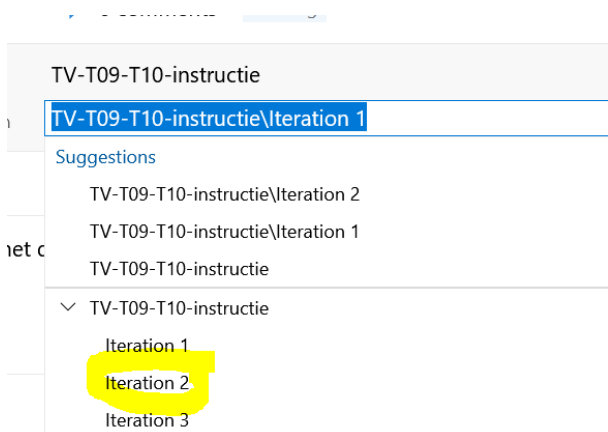 TV-T09-T10-instructie
TV-T09-T10-instructie\Iteration 1
Suggestions
TV-T09-T10-instructie\Iteration 2
TV-T09-T10-instructie\Iteration 1
TV-T09-T10-instructie
TV-T09-T10-instructie
Iteration 1
Iteration 2
Iteration 3